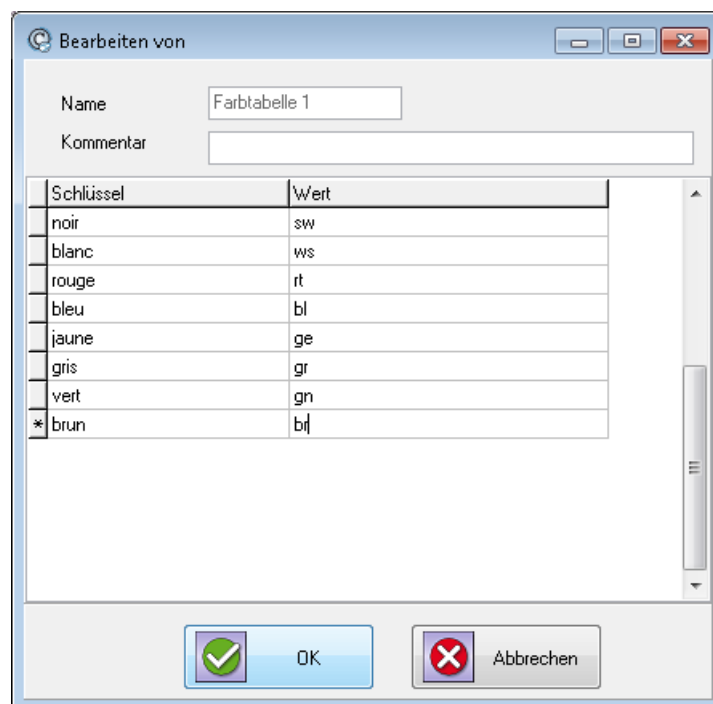 Bearbeiten von
Name Farbtabelle 1
Kommentar
Schlüssel Wert
noir sw
blanc ws
rouge rt
bleu bl
jaune ge
gris gr
vert gn
* brun br
OK Abbrechen